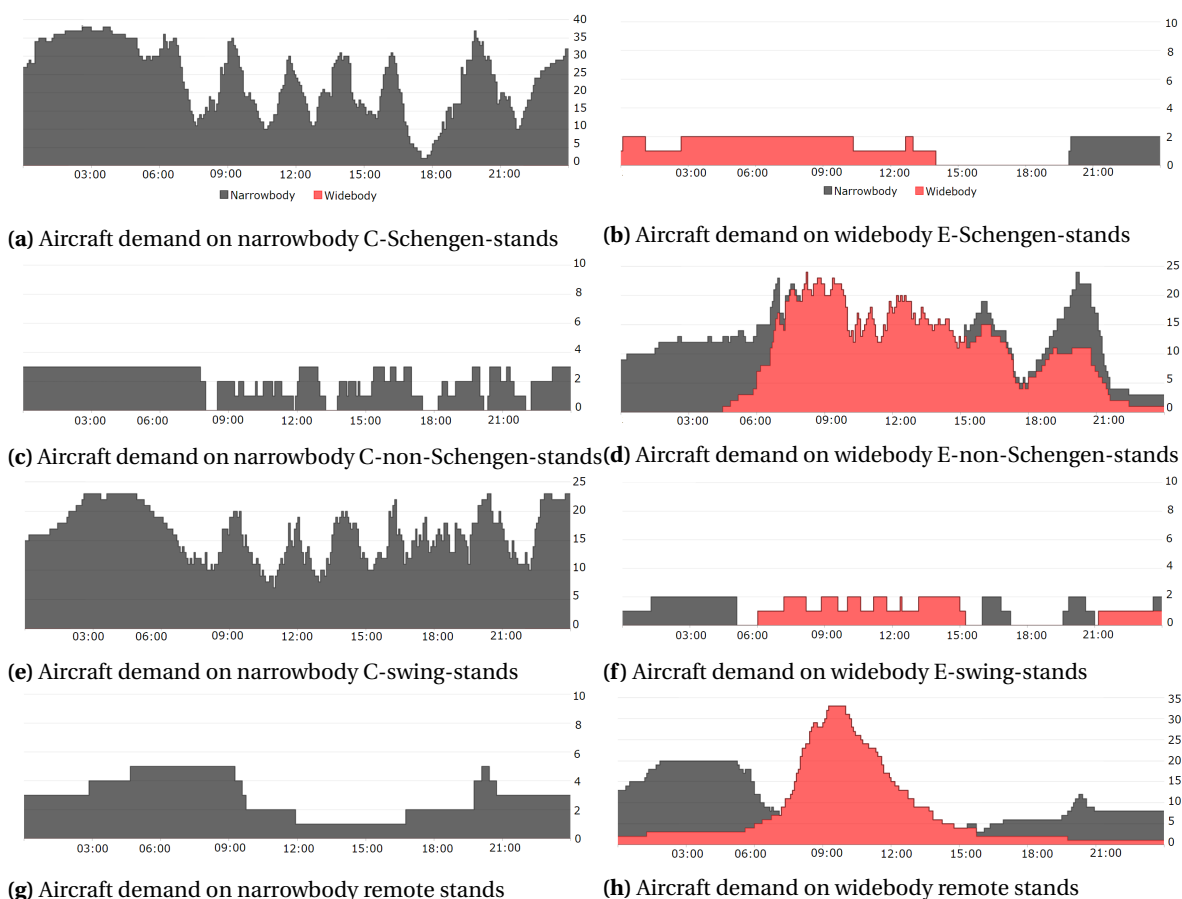 40
35
30
25
20
15
10
5
0
03:00 06:00 09:00 12:00 15:00 18:00 21:00
Narrowbody Widebody
(a) Aircraft demand on narrowbody C-Schengen-stands
10
8
6
4
2
0
03:00 06:00 09:00 12:00 15:00 18:00 21:00
Narrowbody Widebody
(b) Aircraft demand on widebody E-Schengen-stands
10
8
6
4
2
0
03:00 06:00 09:00 12:00 15:00 18:00 21:00
(c) Aircraft demand on narrowbody C-non-Schengen-stands
25
20
15
10
5
0
03:00 06:00 09:00 12:00 15:00 18:00 21:00
(d) Aircraft demand on widebody E-non-Schengen-stands
25
20
15
10
5
0
03:00 06:00 09:00 12:00 15:00 18:00 21:00
(e) Aircraft demand on narrowbody C-swing-stands
10
8
6
4
2
0
03:00 06:00 09:00 12:00 15:00 18:00 21:00
(f) Aircraft demand on widebody E-swing-stands
10
8
6
4
2
0
03:00 06:00 09:00 12:00 15:00 18:00 21:00
(g) Aircraft demand on narrowbody remote stands
35
30
25
20
15
10
5
0
03:00 06:00 09:00 12:00 15:00 18:00 21:00
(h) Aircraft demand on widebody remote stands